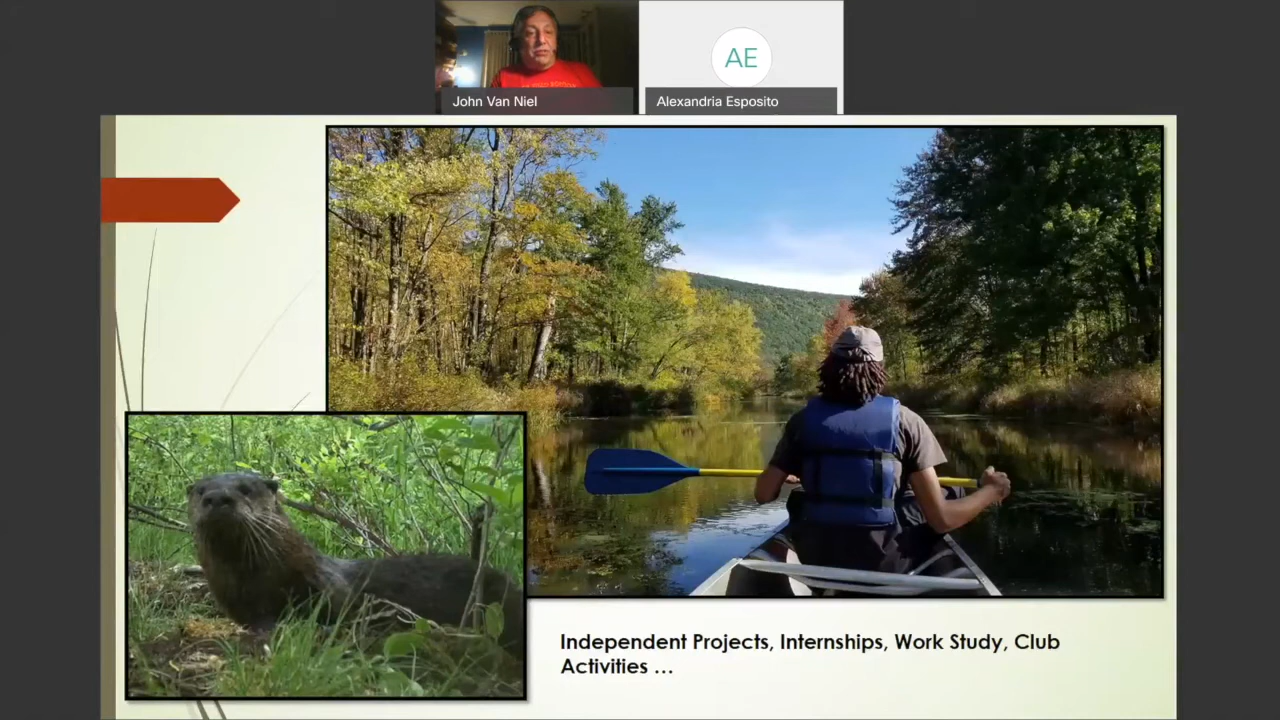 John Van Niel
AE
Alexandria Esposito
Independent Projects, Internships, Work Study, Club
Activities ...